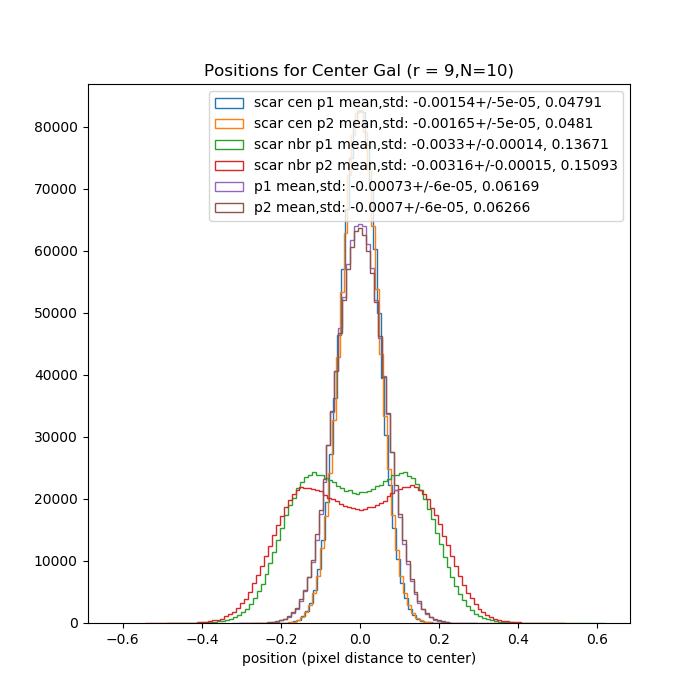 Positions for Center Gal (r = 9,N=10)
scar cen p1 mean,std: -0.00154+/-5e-05, 0.04791
scar cen p2 mean,std: -0.00165+/-5e-05, 0.0481
scar nbr p1 mean,std: -0.0033+/-0.00014, 0.13671
scar nbr p2 mean,std: -0.00316+/-0.00015, 0.15093
p1 mean,std: -0.00073+/-6e-05, 0.06169
p2 mean,std: -0.0007+/-6e-05, 0.06266
80000
70000
60000
50000
40000
30000
20000
10000
0
−0.6 −0.4 −0.2 0.0 0.2 0.4 0.6
position (pixel distance to center)